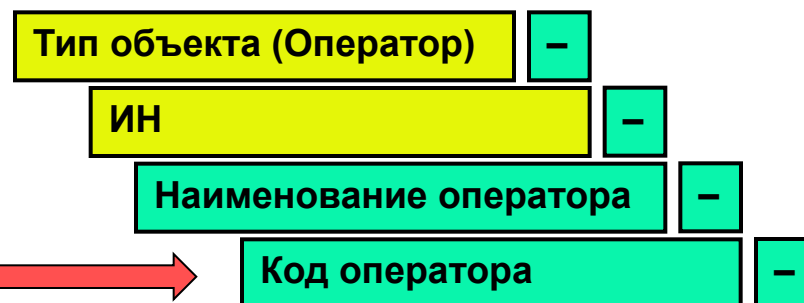 Тип объекта (Оператор) –
ИН –
Наименование оператора –
Код оператора –